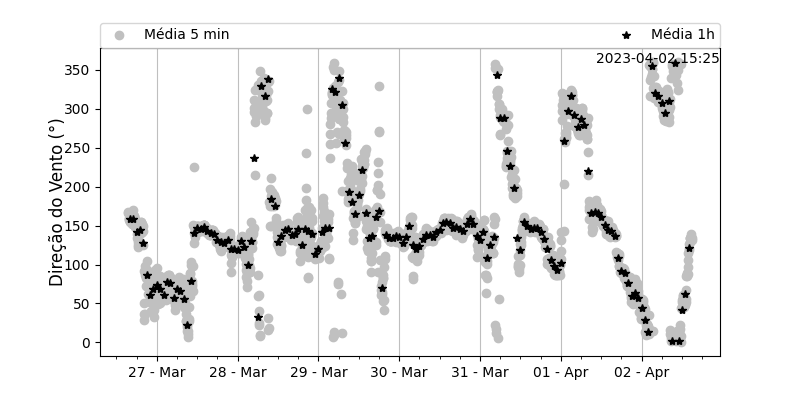 Média 5 min
Média 1h
2023-04-02 15:25
Direção do Vento (°)
350
300
250
200
150
100
50
0
27 - Mar
28 - Mar
29 - Mar
30 - Mar
31 - Mar
01 - Apr
02 - Apr